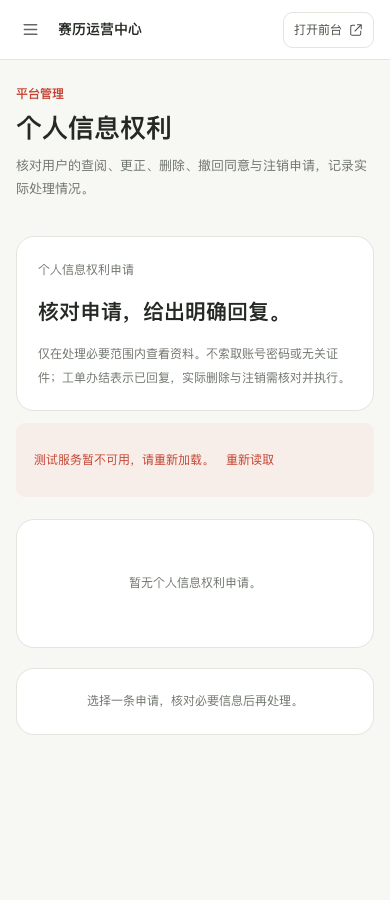 赛历运营中心
打开前台
平台管理
个人信息权利
核对用户的查阅、更正、删除、撤回同意与注销申请，记录实
际处理情况。
个人信息权利申请
核对申请，给出明确回复。
仅在处理必要范围内查看资料。不索取账号密码或无关证
件；工单办结表示已回复，实际删除与注销需核对并执行。
测试服务暂不可用，请重新加载。 重新读取
暂无个人信息权利申请。
选择一条申请，核对必要信息后再处理。